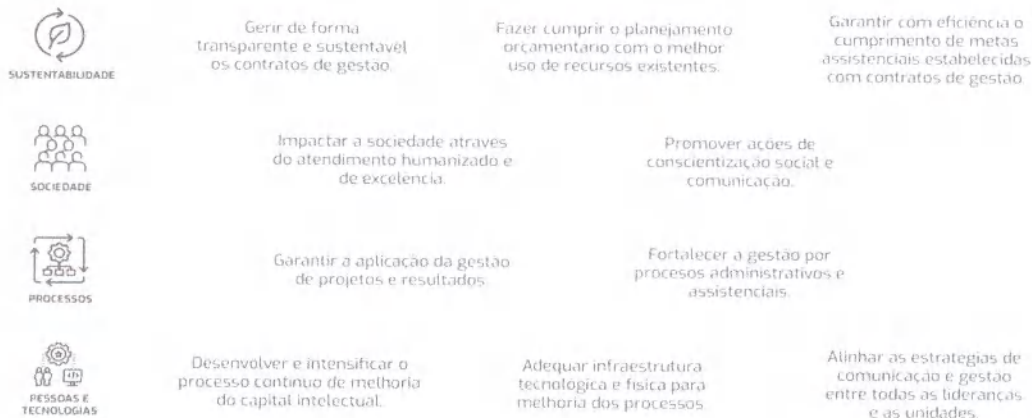 SUSTENTABILIDADE
Gerir de forma
transparente e sustentável
os contratos de gestão.
Fazer cumprir o planejamento
orçamentário com o melhor
uso de recursos existentes.
Garantir com eficiência o
cumprimento de metas
assistenciais estabelecidas
com contratos de gestão
SOCIEDADE
Impactar a sociedade através
do atendimento humanizado e
de excelência.
Promover ações de
conscientização social e
comunicação.
PROCESSOS
Garantir a aplicação da gestão
de projetos e resultados
Fortalecer a gestão por
procesos administrativos e
assistenciais.
PESSOAS E
TECNOLOGIAS
Desenvolver e intensificar o
processo contínuo de melhoria
do capital intelectual.
Adequar infraestrutura
tecnológica e física para
melhoria dos processos
Alinhar as estratégias de
comunicação e gestão
entre todas as lideranças
e as unidades.